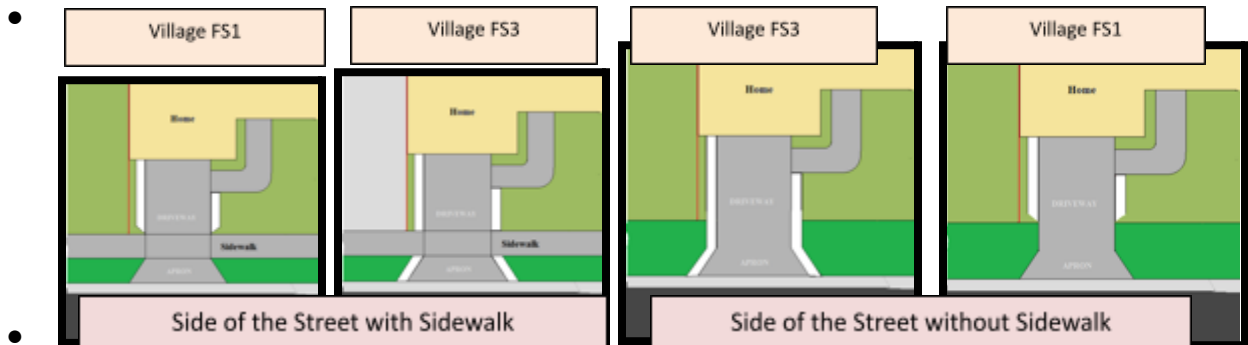 Village FS1
Village FS3
Village FS3
Village FS1
Home
DRIVEWAY
Sidewalk
APRON
Home
DRIVEWAY
Sidewalk
APRON
Home
DRIVEWAY
APRON
Home
DRIVEWAY
APRON
Side of the Street with Sidewalk
Side of the Street without Sidewalk